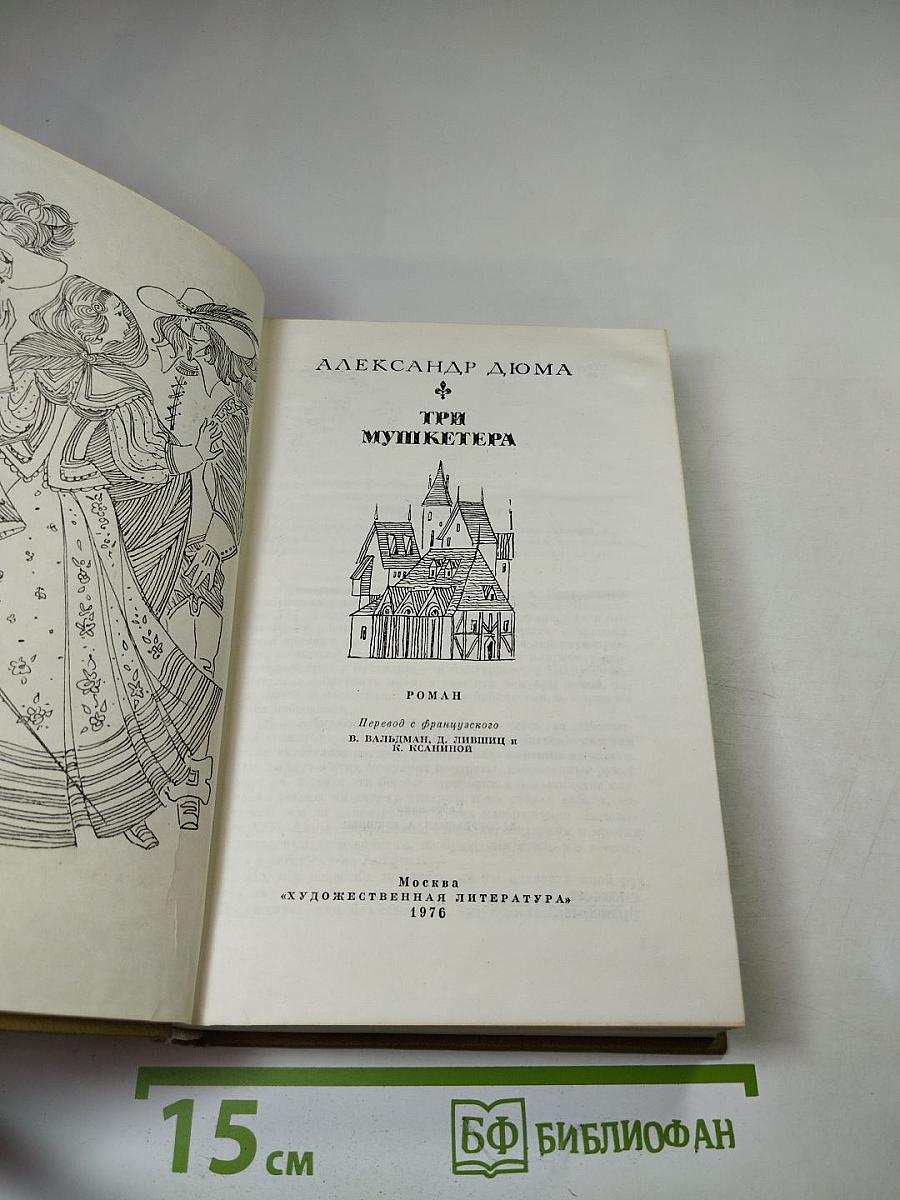 АЛЕКСАНДР ДЮМА
ТРИ
МУШКЕТЕРА
РОМАН
Перевод с французского
В. ВАЛЬДМАН, Д. ЛИВШИЦ и
К. КСАНИНОЙ
Москва
«ХУДОЖЕСТВЕННАЯ ЛИТЕРАТУРА»
1976
15 см
БФ БИБЛИОФАН